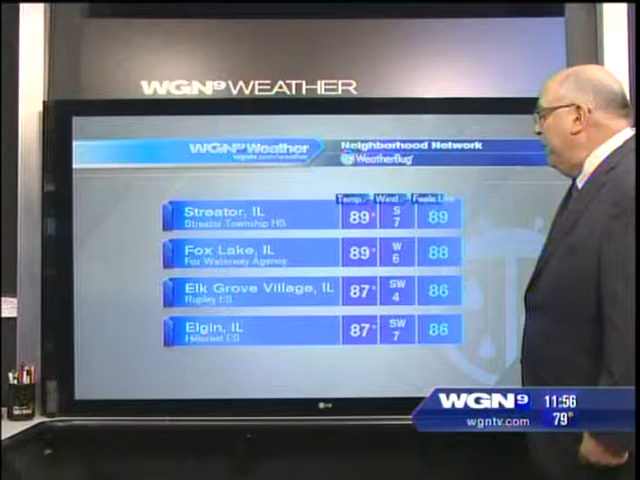 WGN9 WEATHER
WGN9 Weather
wgntv.com/weather
Neighborhood Network
WeatherBug
Temp Wind Feels Like
Streator, IL
Streator Township HS
89° S 7 89
Fox Lake, IL
Fox Waterway Agency
89° W 6 88
Elk Grove Village, IL
Rupley ES
87° SW 4 86
Elgin, IL
Hillcrest ES
87° SW 7 86
LG
WGN9 11:56
wgntv.com 79°